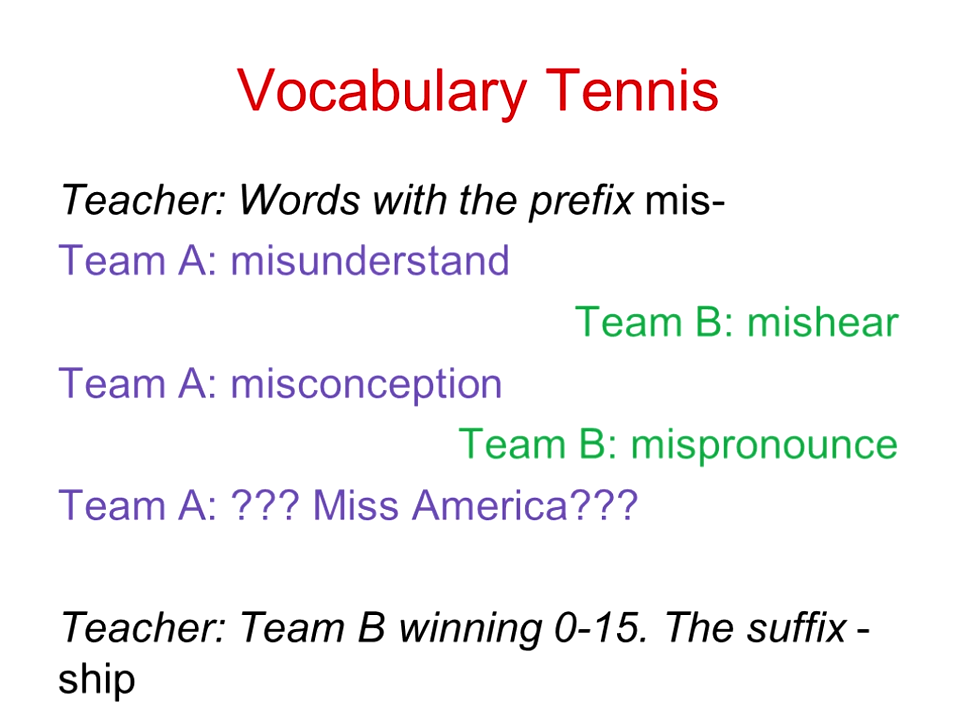 Vocabulary Tennis
Teacher: Words with the prefix mis-
Team A: misunderstand
Team B: mishear
Team A: misconception
Team B: mispronounce
Team A: ??? Miss America???
Teacher: Team B winning 0-15. The suffix -
ship